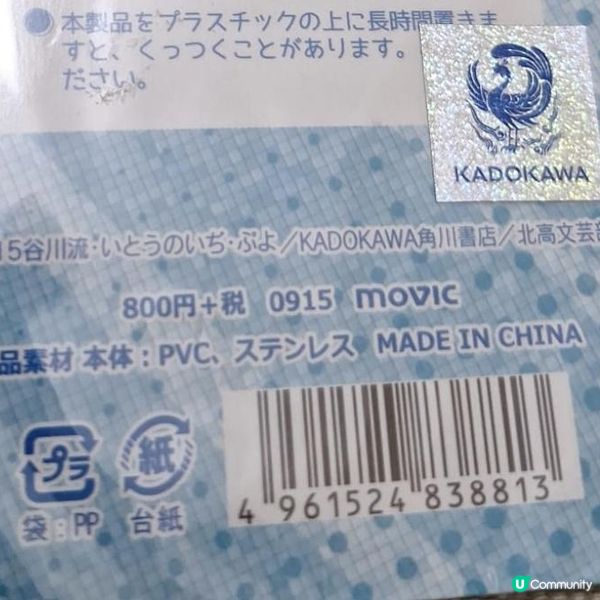 ● 本製品をプラスチックの上に長時間置きま
すと、くっつくことがあります。
ださい。
KADOKAWA
15谷川流・いとうのいぢ・ぷよ／KADOKAWA角川書店／北高文芸部
800円+税 0915 movic
品素材 本体：PVC、ステンレス MADE IN CHINA
プラ
紙
袋：PP
台紙
4 961524 838813
U Community